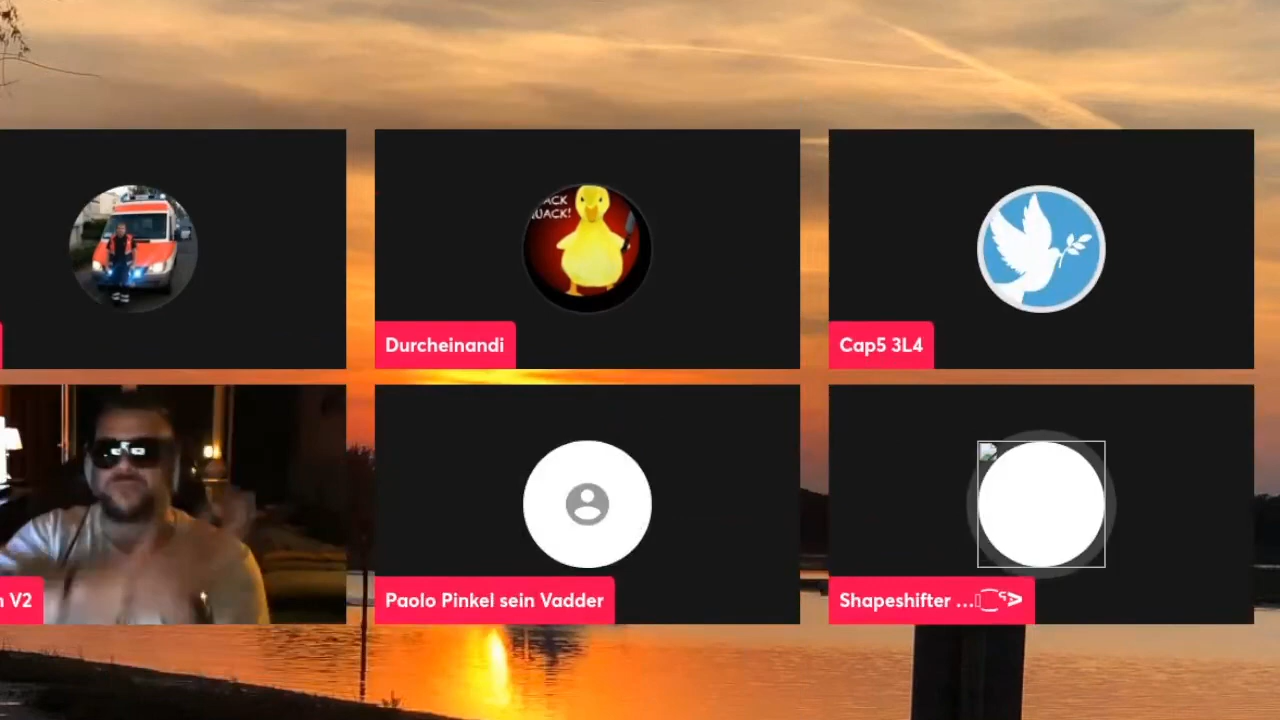 ACK
UACK!
Durcheinandi
Cap5 3L4
V2
Paolo Pinkel sein Vadder
Shapeshifter ...